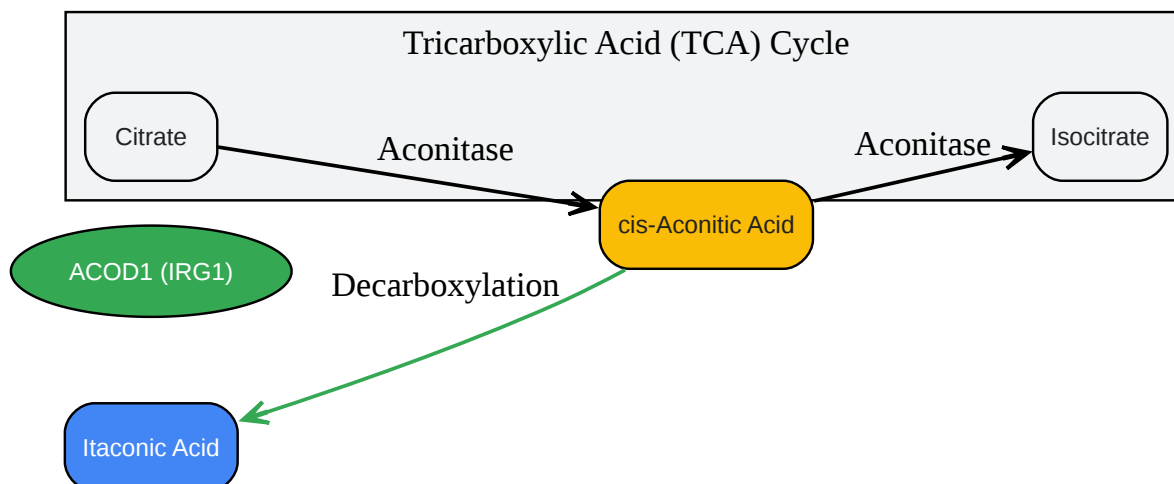 Tricarboxylic Acid (TCA) Cycle
Citrate
Aconitase
Aconitase
Isocitrate
cis-Aconitic Acid
ACOD1 (IRG1)
Decarboxylation
Itaconic Acid